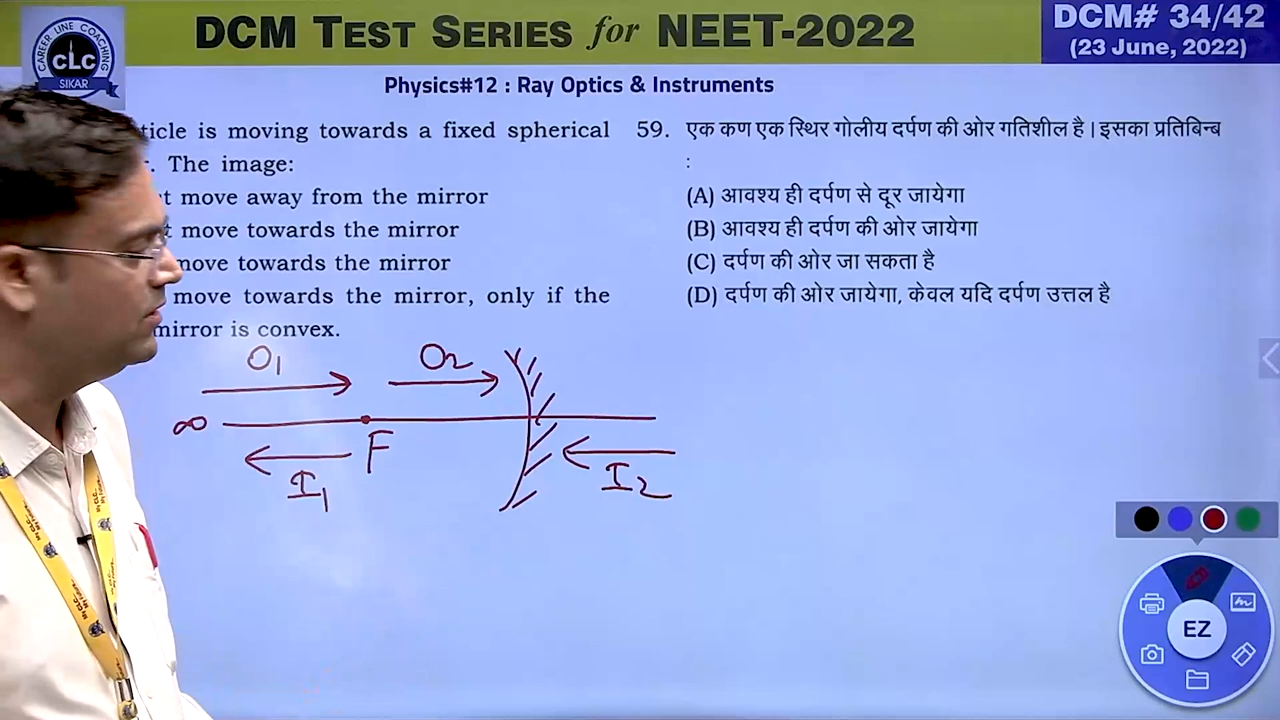 DCM TEST SERIES for NEET-2022
DCM# 34/42
(23 June, 2022)
CAREER LINE COACHING
CLC
SIKAR
Physics#12 : Ray Optics & Instruments
ticle is moving towards a fixed spherical
. The image:
t move away from the mirror
t move towards the mirror
move towards the mirror
move towards the mirror, only if the
mirror is convex.
59. एक कण एक स्थिर गोलीय दर्पण की ओर गतिशील है। इसका प्रतिबिन्ब
:
(A) आवश्य ही दर्पण से दूर जायेगा
(B) आवश्य ही दर्पण की ओर जायेगा
(C) दर्पण की ओर जा सकता है
(D) दर्पण की ओर जायेगा, केवल यदि दर्पण उत्तल है
O1
O2
∞
F
I1
I2
EZ